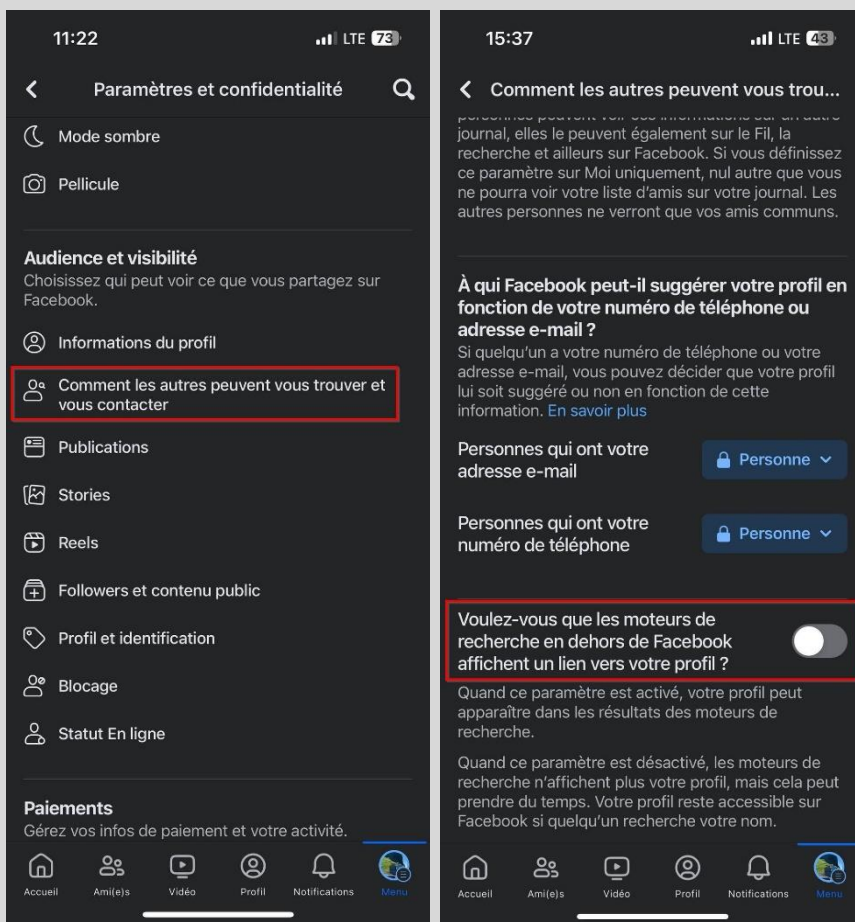 11:22
LTE 73
Paramètres et confidentialité
Mode sombre
Pellicule
Audience et visibilité
Choisissez qui peut voir ce que vous partagez sur
Facebook.
Informations du profil
Comment les autres peuvent vous trouver et
vous contacter
Publications
Stories
Reels
Followers et contenu public
Profil et identification
Blocage
Statut En ligne
Paiements
Gérez vos infos de paiement et votre activité.
Accueil Ami(e)s Vidéo Profil Notifications Menu
15:37
LTE 43
Comment les autres peuvent vous trou...
personnes peuvent voir ces informations sur un autre
journal, elles le peuvent également sur le Fil, la
recherche et ailleurs sur Facebook. Si vous définissez
ce paramètre sur Moi uniquement, nul autre que vous
ne pourra voir votre liste d'amis sur votre journal. Les
autres personnes ne verront que vos amis communs.
À qui Facebook peut-il suggérer votre profil en
fonction de votre numéro de téléphone ou
adresse e-mail ?
Si quelqu'un a votre numéro de téléphone ou votre
adresse e-mail, vous pouvez décider que votre profil
lui soit suggéré ou non en fonction de cette
information. En savoir plus
Personnes qui ont votre
adresse e-mail
Personne
Personnes qui ont votre
numéro de téléphone
Personne
Voulez-vous que les moteurs de
recherche en dehors de Facebook
affichent un lien vers votre profil ?
Quand ce paramètre est activé, votre profil peut
apparaître dans les résultats des moteurs de
recherche.
Quand ce paramètre est désactivé, les moteurs de
recherche n'affichent plus votre profil, mais cela peut
prendre du temps. Votre profil reste accessible sur
Facebook si quelqu'un recherche votre nom.
Accueil Ami(e)s Vidéo Profil Notifications Menu